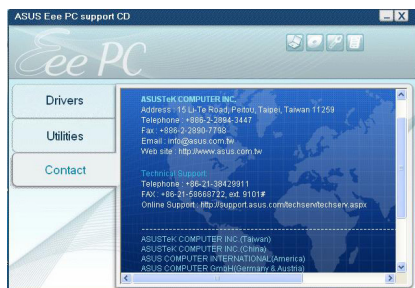 ASUS Eee PC support CD
Eee PC
Drivers
Utilities
Contact
ASUSTeK COMPUTER INC.
Address : 15 Li-Te Road, Peitou, Taipei, Taiwan 11259
Telephone : +886-2-2894-3447
Fax : +886-2-2890-7798
Email : info@asus.com.tw
Web site : http://www.asus.com.tw
Technical Support
Telephone : +86-21-38429911
FAX : +86-21-58668722, ext. 9101#
Online Support : http://support.asus.com/techserv/techserv.aspx
ASUSTeK COMPUTER INC.(Taiwan)
ASUSTeK COMPUTER INC.(China)
ASUS COMPUTER INTERNATIONAL(America)
ASUS COMPUTER GmbH(Germany & Austria)